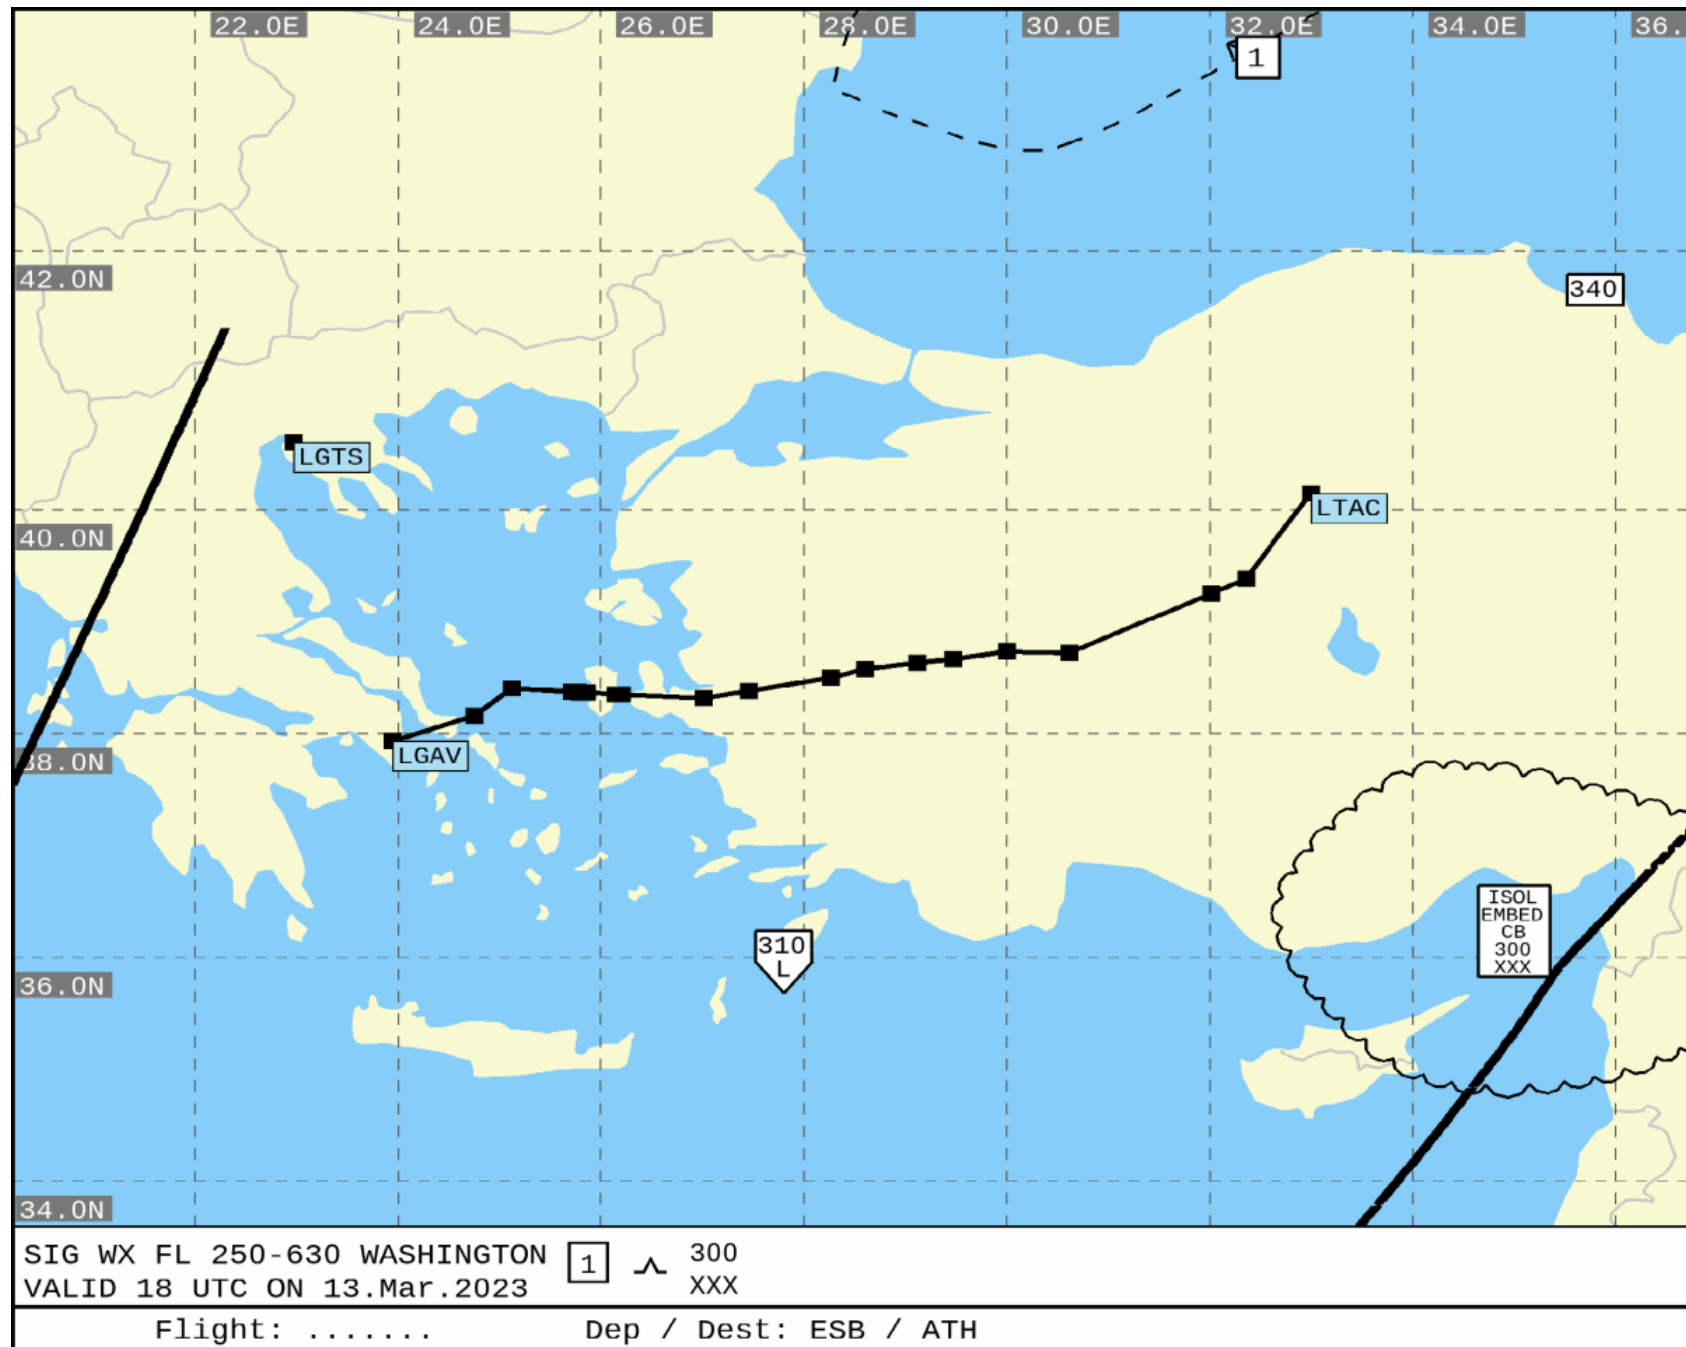 22.0E 24.0E 26.0E 28.0E 30.0E 32.0E 34.0E 36.
1
42.0N
340
LGTS
40.0N
LTAC
38.0N
LGAV
ISOL
EMBED
CB
300
XXX
310
L
36.0N
34.0N
SIG WX FL 250-630 WASHINGTON
VALID 18 UTC ON 13.Mar.2023
1
300
XXX
Flight: ....... Dep / Dest: ESB / ATH